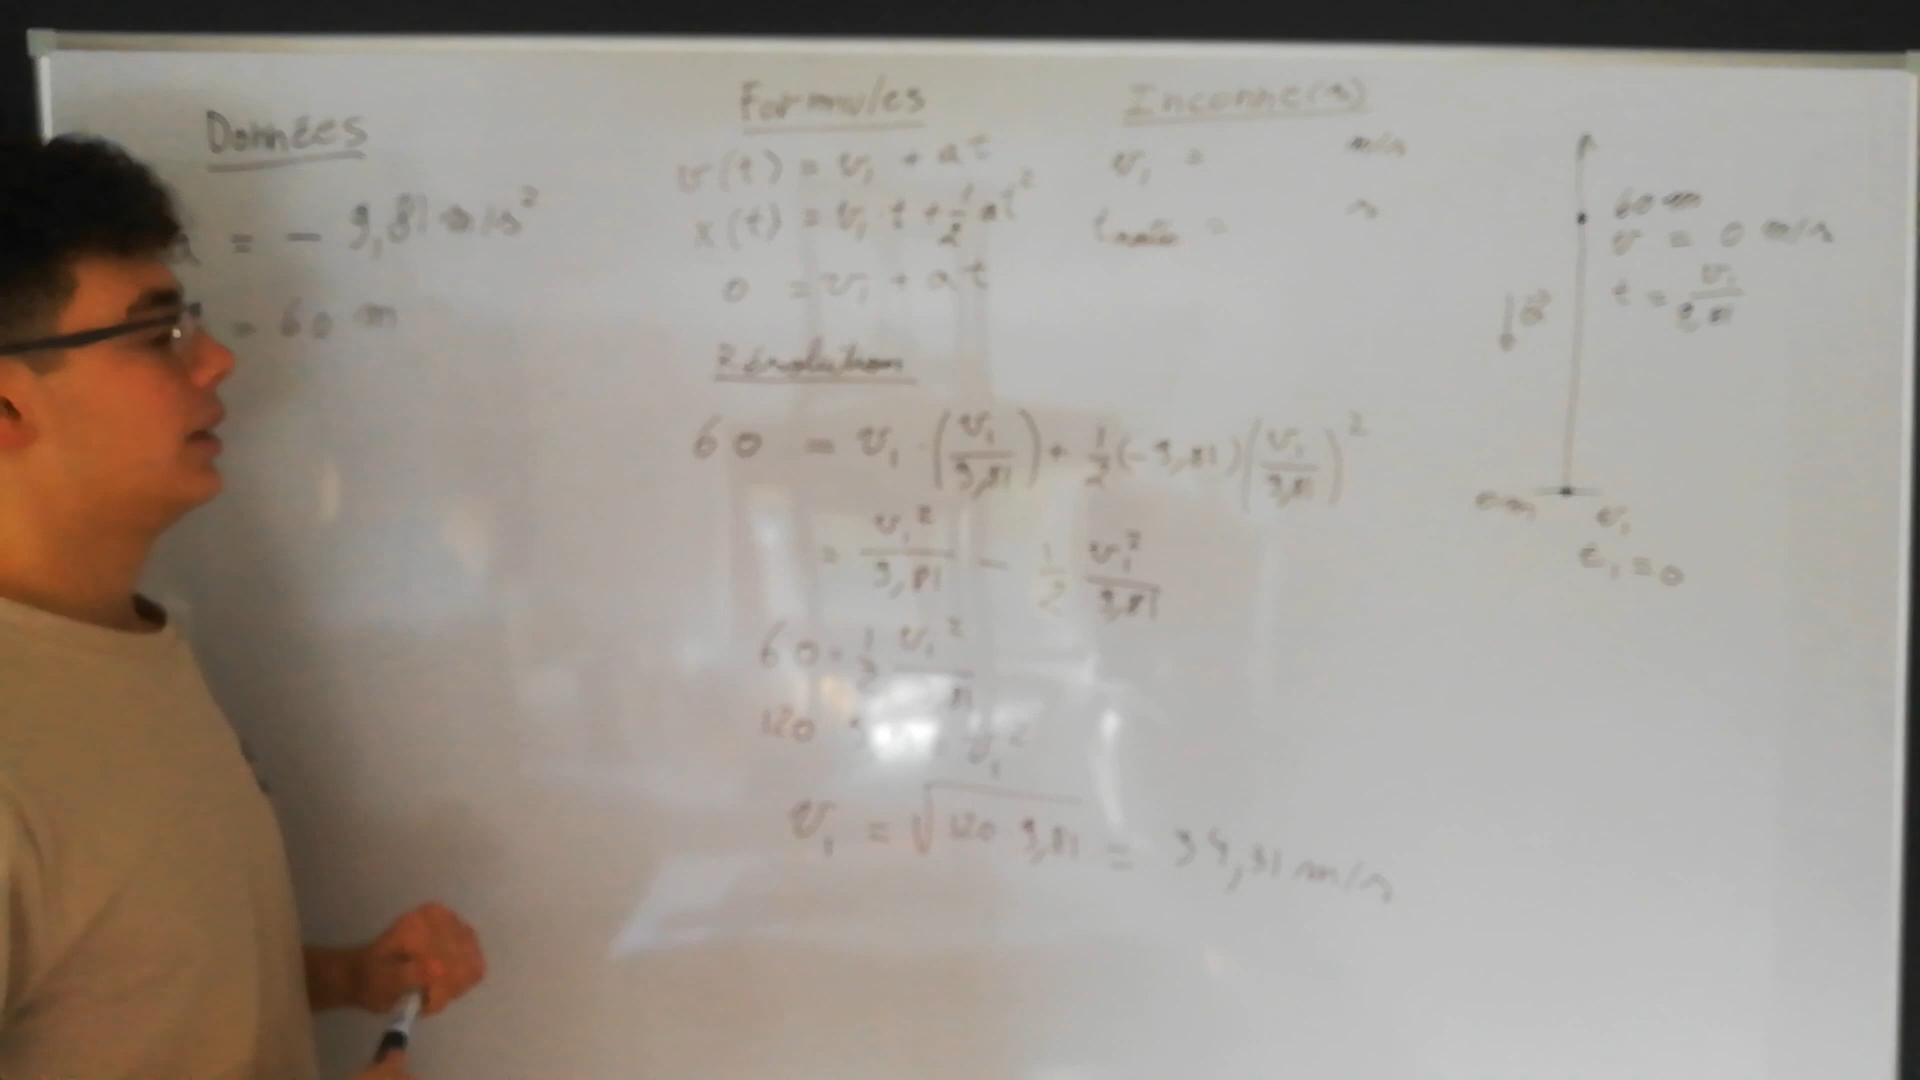 Données
= - 9,81 m/s²
= 60 m
Formules
v(t) = v₁ + at
x(t) = v₁ t + 1/2 at²
0 = v₁ + at
Inconnue(s)
v₁ = m/s
t = s
Résolution
60 = v₁ · (v₁/9,81) + 1/2 (-9,81) (v₁/9,81)²
= v₁²/9,81 - 1/2 v₁²/9,81
60 = 1/2 v₁²/ 81
120 v₁²
v₁ = √120 9,81 = 34,31 m/s
60 m
v = 0 m/s
t = v₁/9,81
a
0 m v₁
t₁ = 0